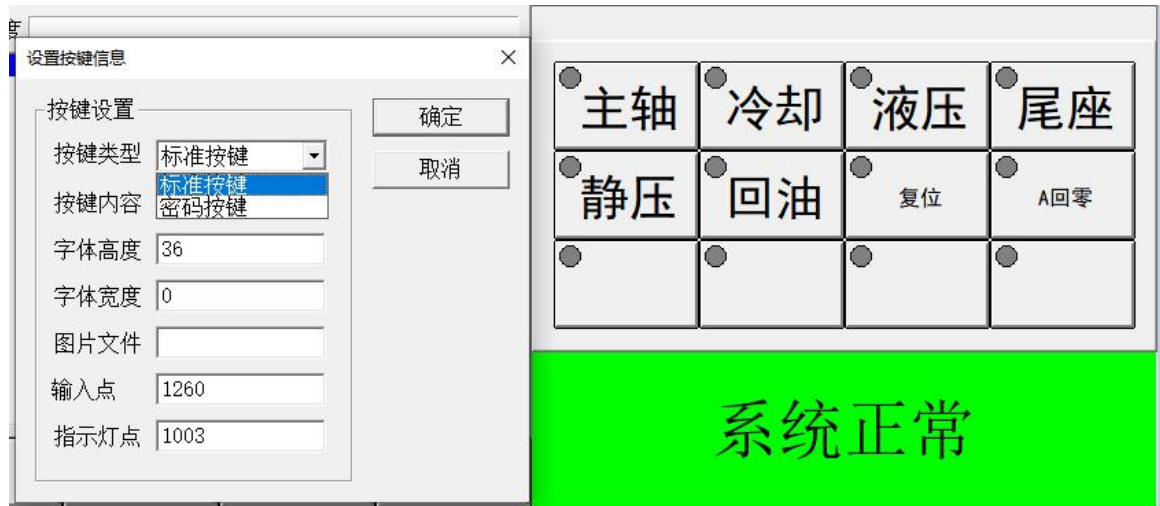 度
设置按键信息
按键设置
按键类型 标准按键
标准按键
密码按键
按键内容
字体高度 36
字体宽度 0
图片文件
输入点 1260
指示灯点 1003
确定
取消
主轴 冷却 液压 尾座
静压 回油 复位 A回零
系统正常